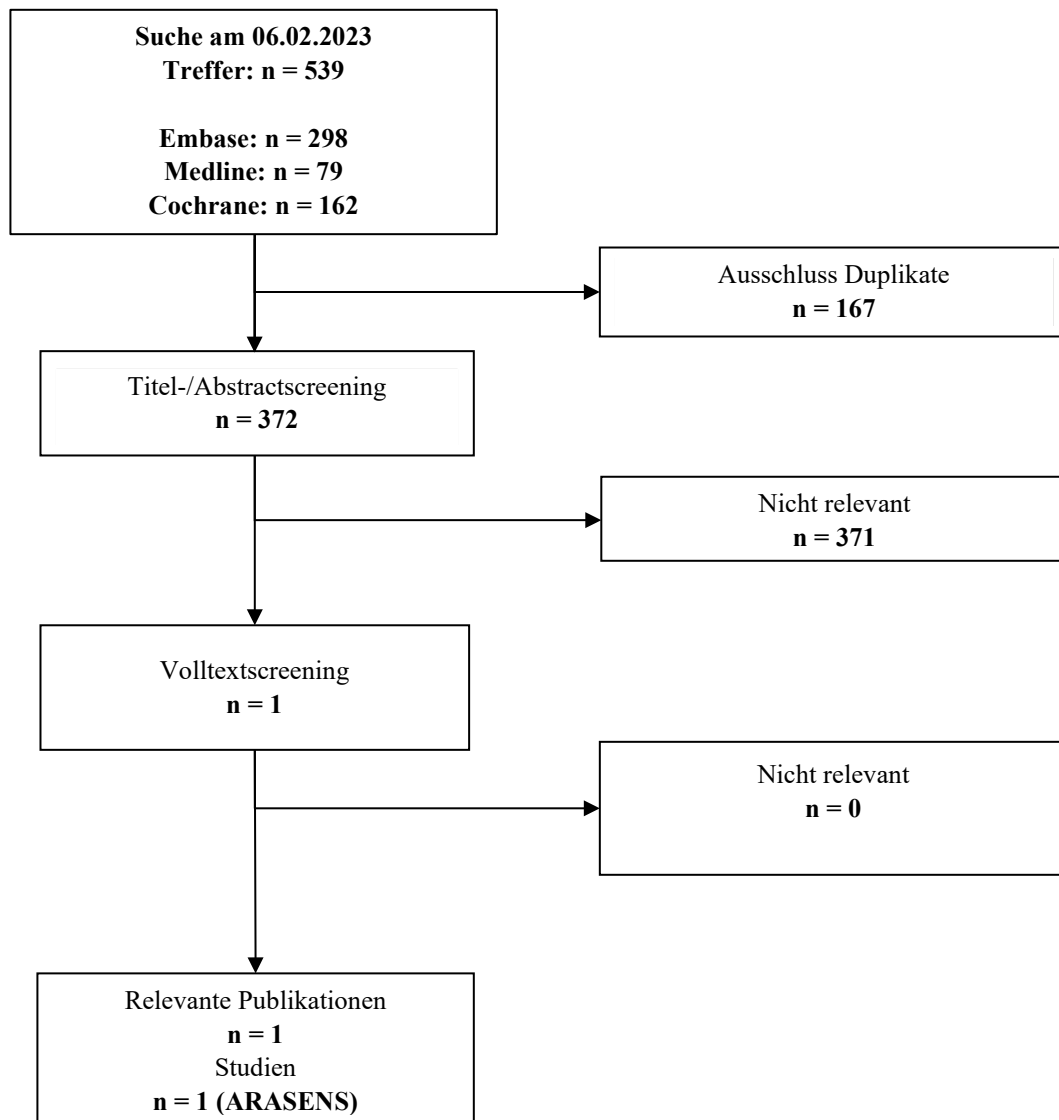 Suche am 06.02.2023
Treffer: n = 539
Embase: n = 298
Medline: n = 79
Cochrane: n = 162
Ausschluss Duplikate
n = 167
Titel-/Abstractscreening
n = 372
Nicht relevant
n = 371
Volltextscreening
n = 1
Nicht relevant
n = 0
Relevante Publikationen
n = 1
Studien
n = 1 (ARASENS)